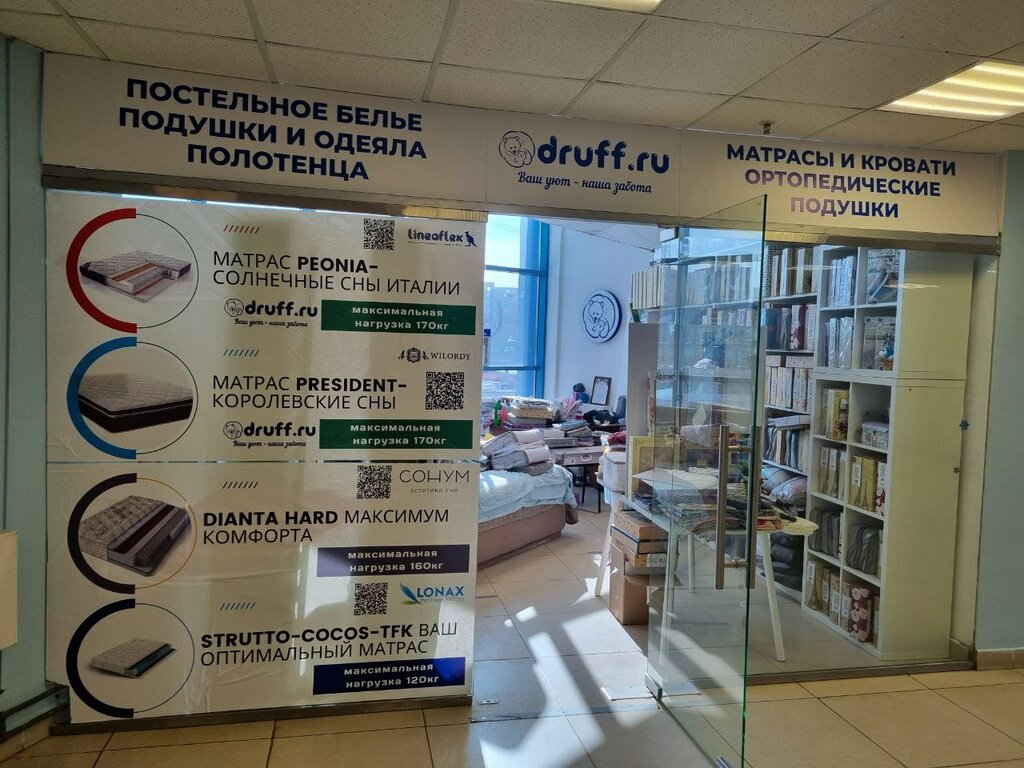 ПОСТЕЛЬНОЕ БЕЛЬЕ
ПОДУШКИ И ОДЕЯЛА
ПОЛОТЕНЦА
druff.ru
Ваш уют - наша забота
МАТРАСЫ И КРОВАТИ
ОРТОПЕДИЧЕСКИЕ
ПОДУШКИ
lineaflex
МАТРАС PEONIA-
СОЛНЕЧНЫЕ СНЫ ИТАЛИИ
druff.ru
Ваш уют - наша забота
максимальная
нагрузка 170кг
WILORDY
МАТРАС PRESIDENT-
КОРОЛЕВСКИЕ СНЫ
druff.ru
Ваш уют - наша забота
максимальная
нагрузка 170кг
СОНУМ
эстетика сна
DIANTA HARD МАКСИМУМ
КОМФОРТА
максимальная
нагрузка 160кг
LONAX
mattress factory
STRUTTO-COCOS-TFK ВАШ
ОПТИМАЛЬНЫЙ МАТРАС
максимальная
нагрузка 120кг